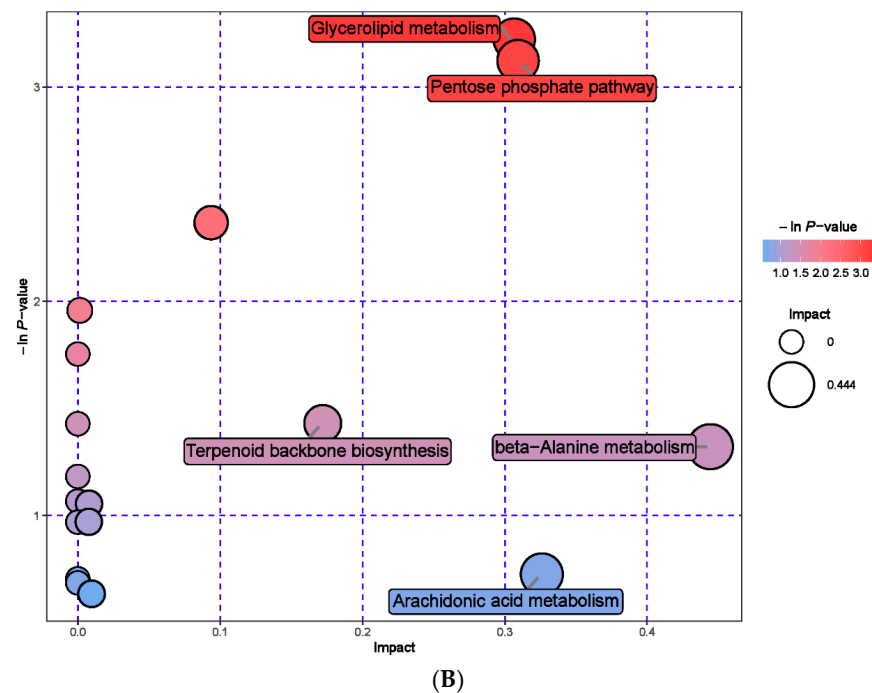 Glycerolipid metabolism
Pentose phosphate pathway
Terpenoid backbone biosynthesis
beta−Alanine metabolism
Arachidonic acid metabolism
3
2
1
− ln P−value
0.0 0.1 0.2 0.3 0.4
Impact
− ln P−value
1.0 1.5 2.0 2.5 3.0
Impact
0
0.444
(B)